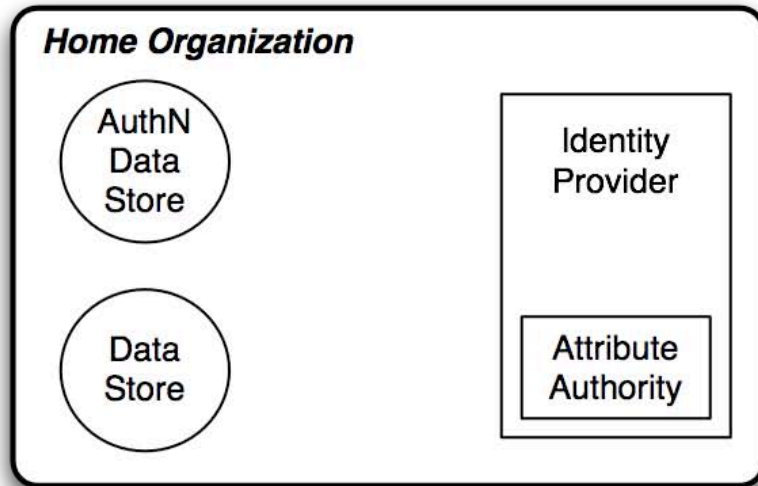 Home Organization
AuthN
Data
Store
Identity
Provider
Data
Store
Attribute
Authority